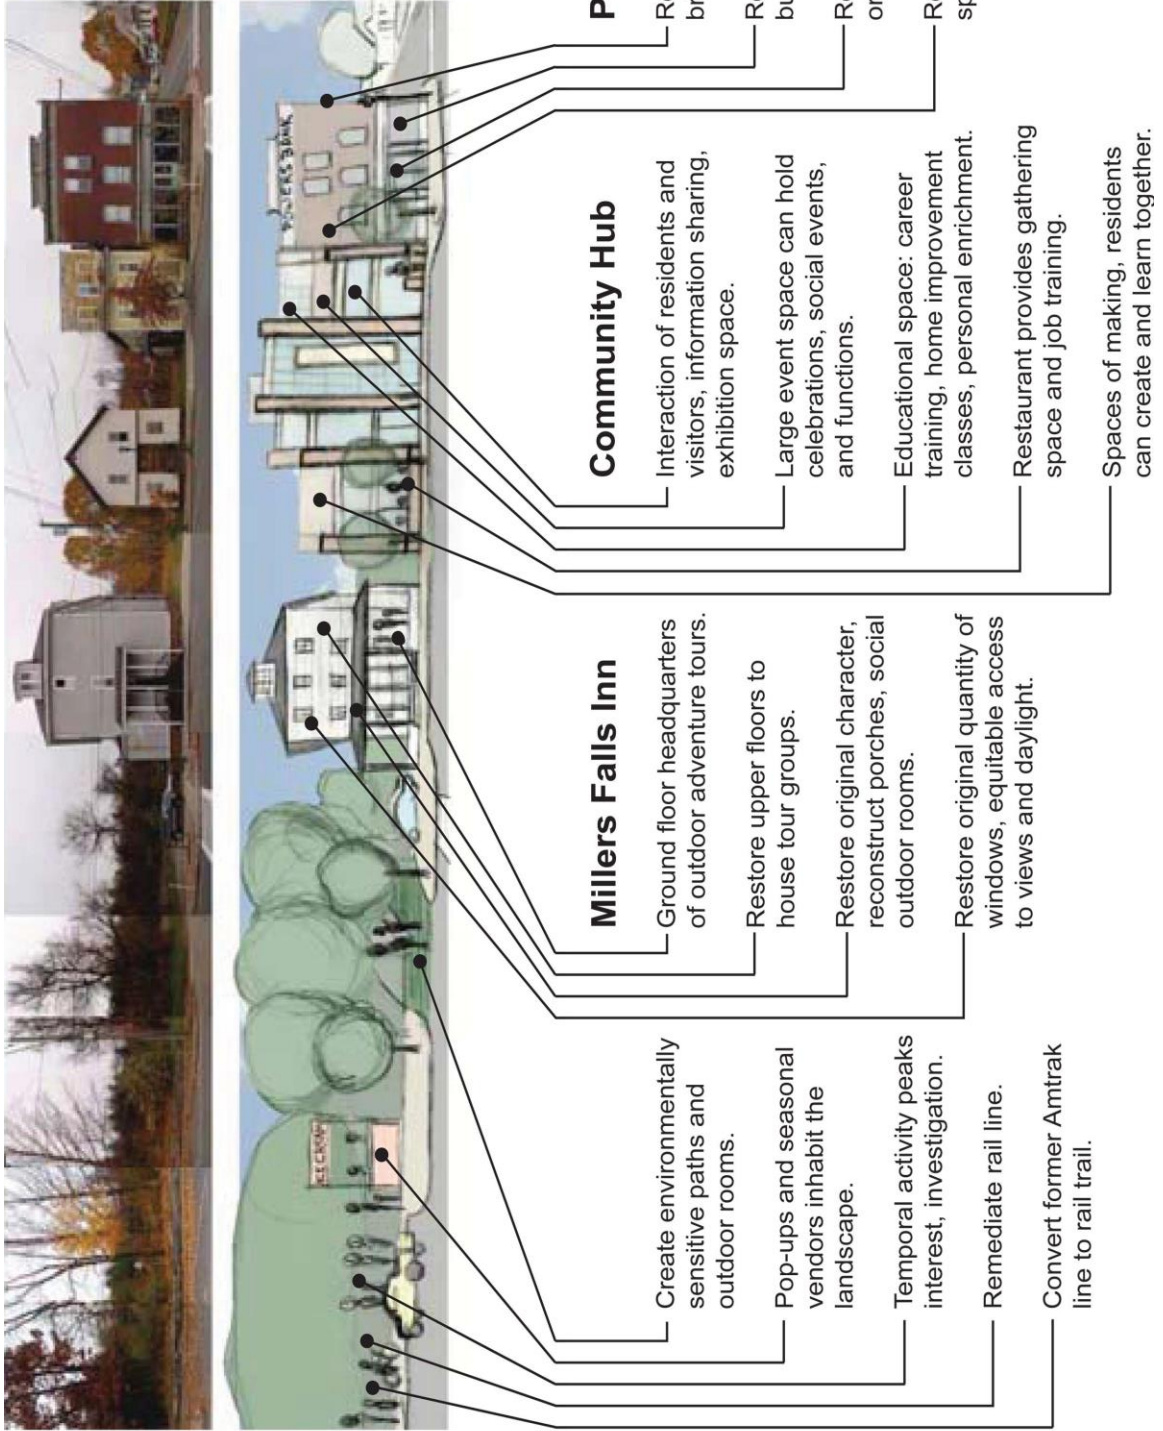 ICE CREAM
POWERS BANK
Create environmentally
sensitive paths and
outdoor rooms.
Pop-ups and seasonal
vendors inhabit the
landscape.
Temporal activity peaks
interest, investigation.
Remediate rail line.
Convert former Amtrak
line to rail trail.
Millers Falls Inn
Ground floor headquarters
of outdoor adventure tours.
Restore upper floors to
house tour groups.
Restore original character,
reconstruct porches, social
outdoor rooms.
Restore original quantity of
windows, equitable access
to views and daylight.
Community Hub
Interaction of residents and
visitors, information sharing,
exhibition space.
Large event space can hold
celebrations, social events,
and functions.
Educational space: career
training, home improvement
classes, personal enrichment.
Restaurant provides gathering
space and job training.
Spaces of making, residents
can create and learn together.